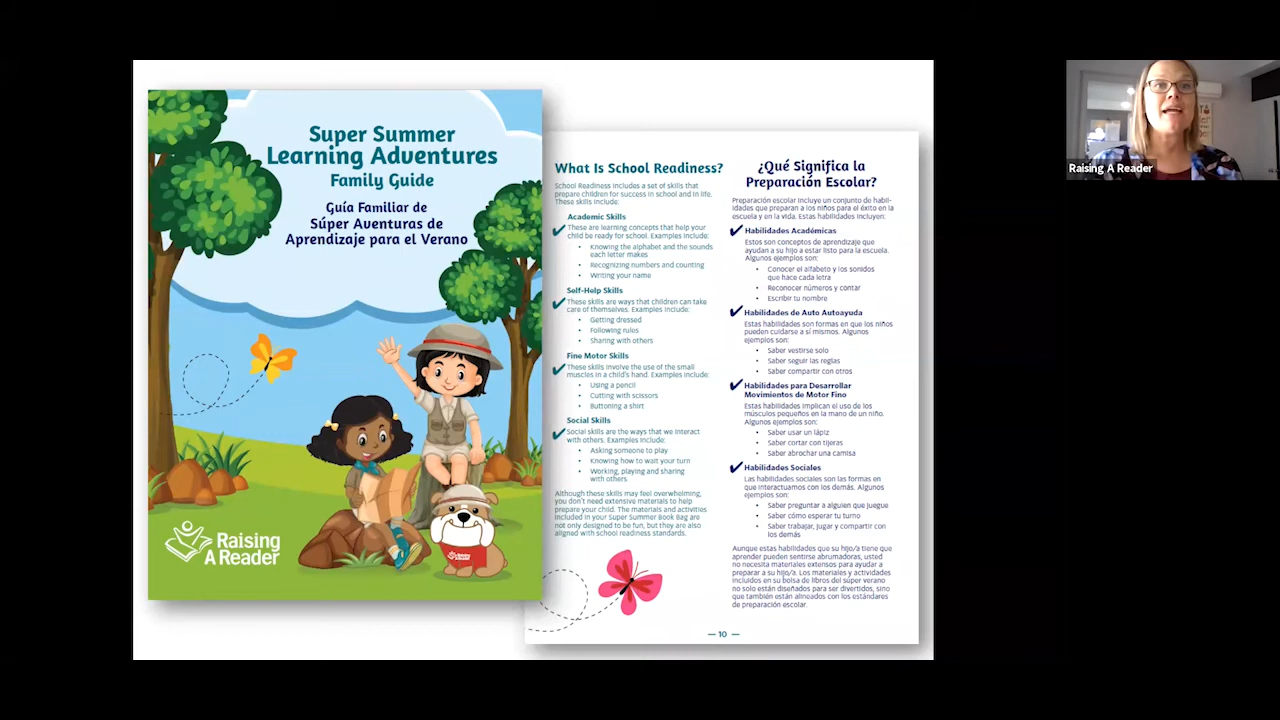 Super Summer
Learning Adventures
Family Guide
Guía Familiar de
Súper Aventuras de
Aprendizaje para el Verano
Raising
A Reader
What Is School Readiness?
School Readiness includes a set of skills that
prepare children for success in school and in life.
These skills include:
Academic Skills
These are learning concepts that help your
child be ready for school. Examples include:
• Knowing the alphabet and the sounds
each letter makes
• Recognizing numbers and counting
• Writing your name
Self-Help Skills
These skills are ways that children can take
care of themselves. Examples include:
• Getting dressed
• Following rules
• Sharing with others
Fine Motor Skills
These skills involve the use of the small
muscles in a child's hand. Examples include:
• Using a pencil
• Cutting with scissors
• Buttoning a shirt
Social Skills
Social skills are the ways that we interact
with others. Examples include:
• Asking someone to play
• Knowing how to wait your turn
• Working, playing and sharing
with others
Although these skills may feel overwhelming,
you don't need extensive materials to help
prepare your child. The materials and activities
included in your Super Summer Book Bag are
not only designed to be fun, but they are also
aligned with school readiness standards.
¿Qué Significa la
Preparación Escolar?
Preparación escolar incluye un conjunto de habil-
idades que preparan a los niños para el éxito en la
escuela y en la vida. Estas habilidades incluyen:
Habilidades Académicas
Estos son conceptos de aprendizaje que
ayudan a su hijo a estar listo para la escuela.
Algunos ejemplos son:
• Conocer el alfabeto y los sonidos
que hace cada letra
• Reconocer números y contar
• Escribir tu nombre
Habilidades de Auto Autoayuda
Estas habilidades son formas en que los niños
pueden cuidarse a sí mismos. Algunos
ejemplos son:
• Saber vestirse solo
• Saber seguir las reglas
• Saber compartir con otros
Habilidades para Desarrollar
Movimientos de Motor Fino
Estas habilidades implican el uso de los
músculos pequeños en la mano de un niño.
Algunos ejemplos son:
• Saber usar un lápiz
• Saber cortar con tijeras
• Saber abrochar una camisa
Habilidades Sociales
Las habilidades sociales son las formas en
que interactuamos con los demás. Algunos
ejemplos son:
• Saber preguntar a alguien que juegue
• Saber cómo esperar tu turno
• Saber trabajar, jugar y compartir con
los demás
Aunque estas habilidades que su hijo/a tiene que
aprender pueden sentirse abrumadoras, usted
no necesita materiales extensos para ayudar a
preparar a su hijo/a. Los materiales y actividades
incluidos en su bolsa de libros del súper verano
no solo están diseñados para ser divertidos, sino
que también están alineados con los estándares
de preparación escolar.
— 10 —
Raising A Reader